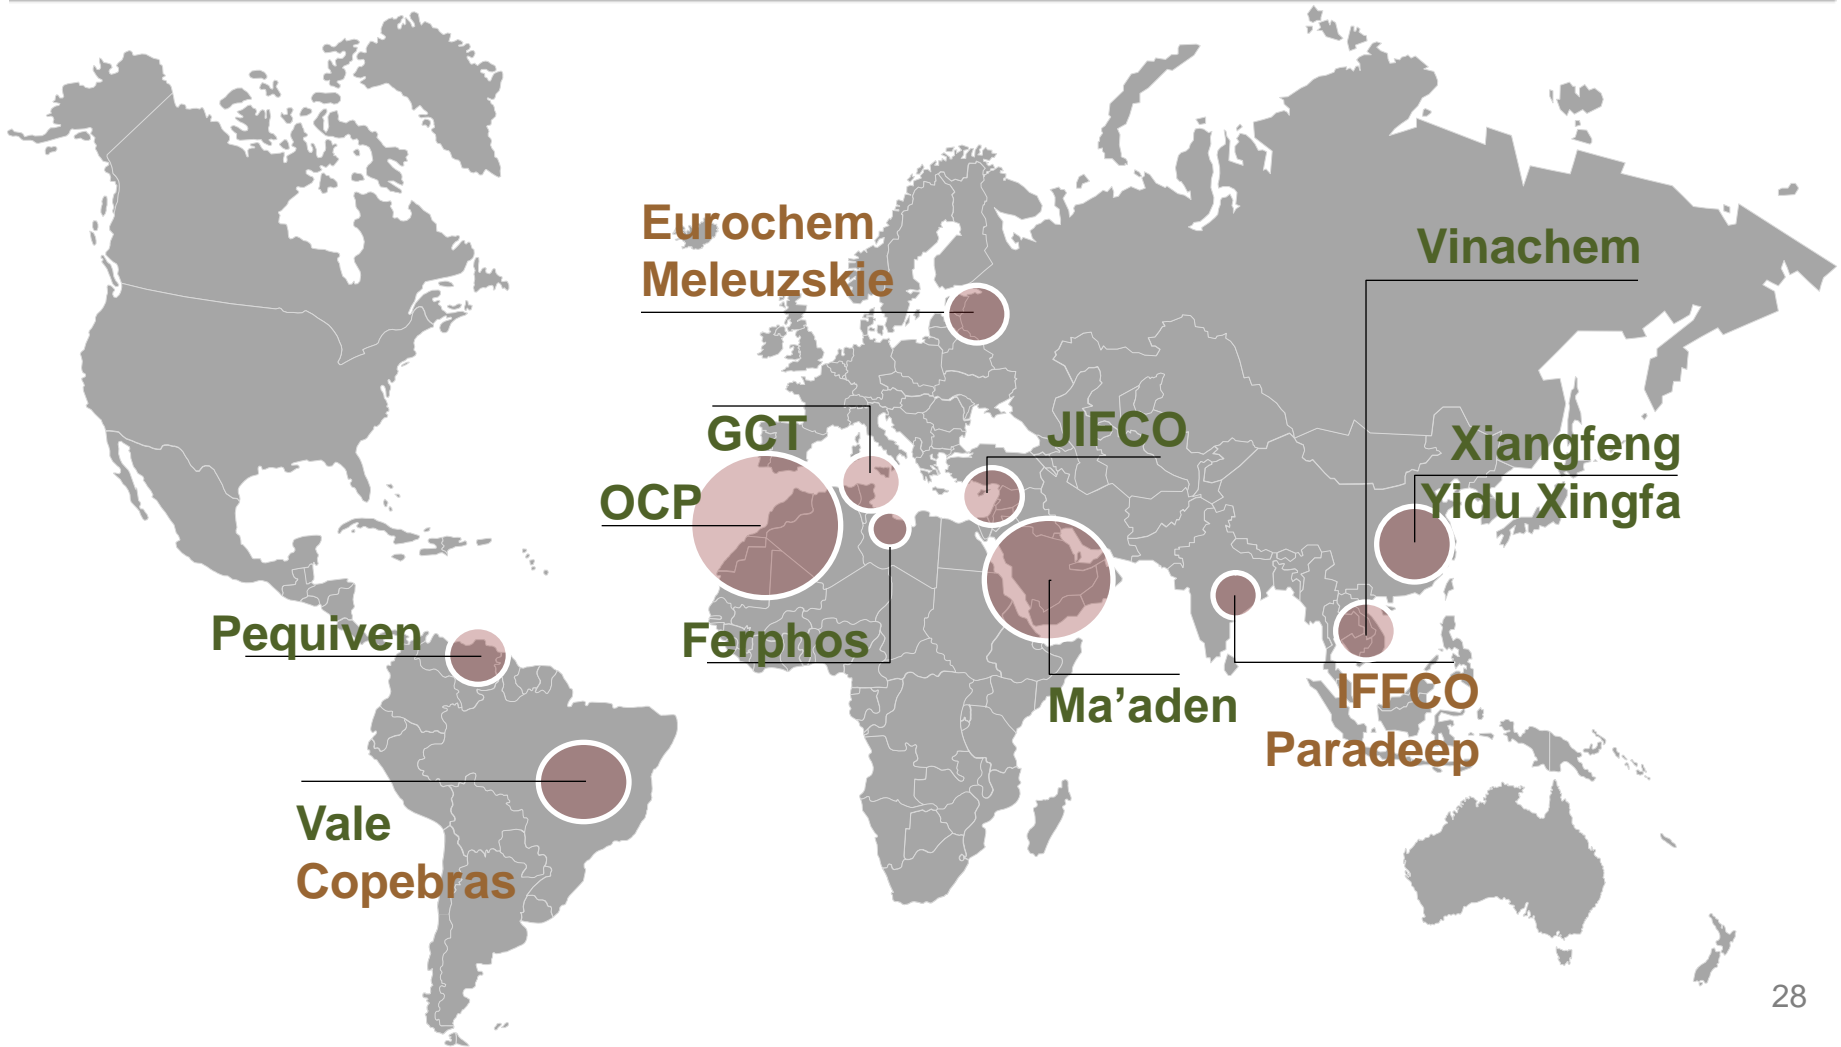 Eurochem
Meleuzskie
Vinachem
GCT
JIFCO
Xiangfeng
Yidu Xingfa
OCP
Pequiven
Ferphos
Ma’aden
IFFCO
Paradeep
Vale
Copebras
28